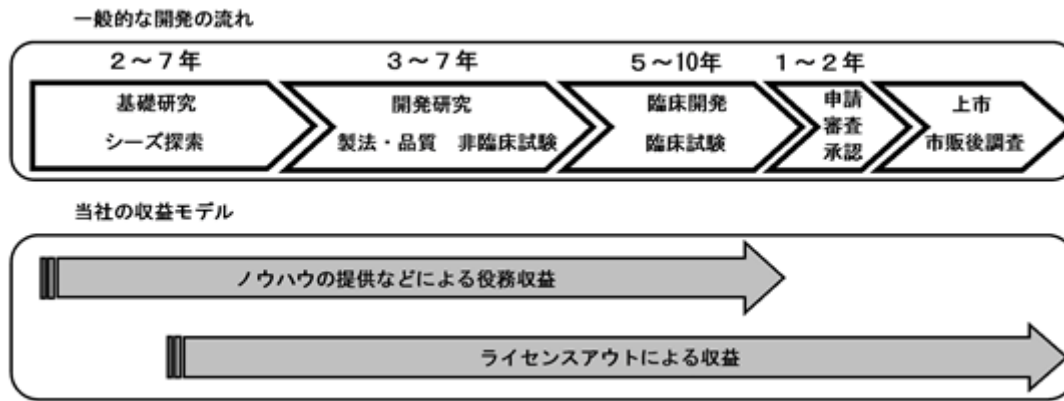 一般的な開発の流れ
2～7年 3～7年 5～10年 1～2年
基礎研究
シーズ探索
開発研究
製法・品質 非臨床試験
臨床開発
臨床試験
申請
審査
承認
上市
市販後調査
当社の収益モデル
ノウハウの提供などによる役務収益
ライセンスアウトによる収益